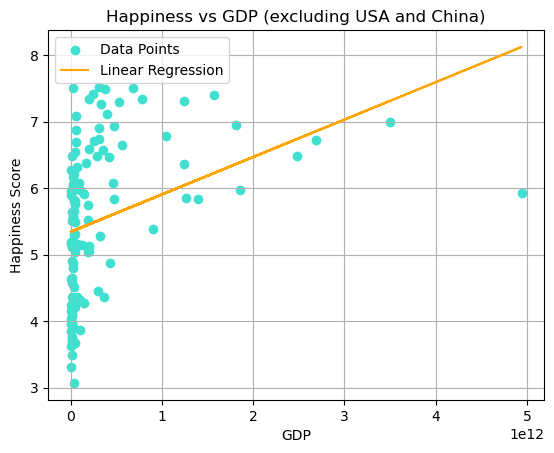 Happiness vs GDP (excluding USA and China)
Data Points
Linear Regression
8
7
6
5
4
3
Happiness Score
0
1
2
3
4
5
1e12
GDP